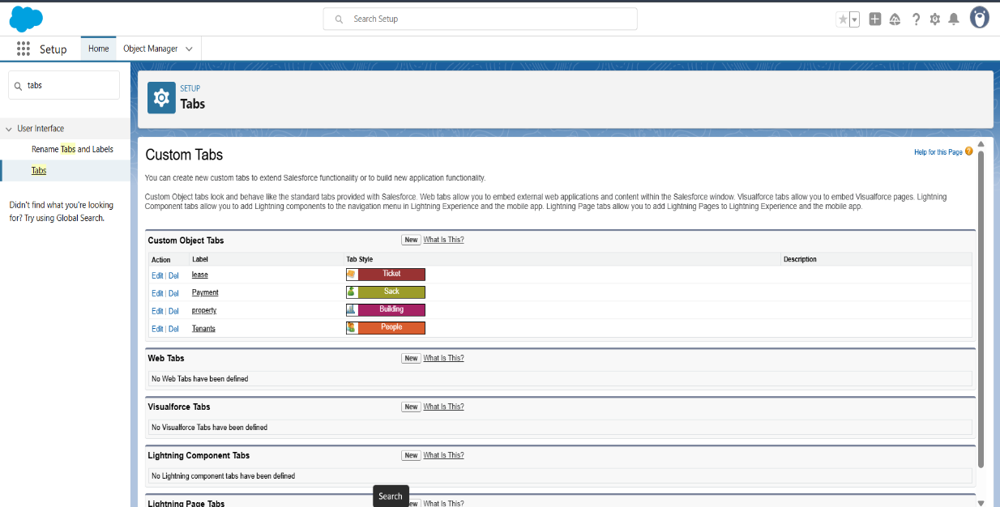 Search Setup
Setup
Home
Object Manager
tabs
User Interface
Rename Tabs and Labels
Tabs
Didn't find what you're looking
for? Try using Global Search.
SETUP
Tabs
Custom Tabs
Help for this Page ?
You can create new custom tabs to extend Salesforce functionality or to build new application functionality.
Custom Object tabs look and behave like the standard tabs provided with Salesforce. Web tabs allow you to embed external web applications and content within the Salesforce window. Visualforce tabs allow you to embed Visualforce pages. Lightning
Component tabs allow you to add Lightning components to the navigation menu in Lightning Experience and the mobile app. Lightning Page tabs allow you to add Lightning Pages to Lightning Experience and the mobile app.
Custom Object Tabs New What Is This?
Action Label Tab Style Description
Edit | Del lease Ticket
Edit | Del Payment Sack
Edit | Del property Building
Edit | Del Tenants People
Web Tabs New What Is This?
No Web Tabs have been defined
Visualforce Tabs New What Is This?
No Visualforce Tabs have been defined
Lightning Component Tabs New What Is This?
No Lightning component tabs have been defined
Search
Lightning Page Tabs What Is This?